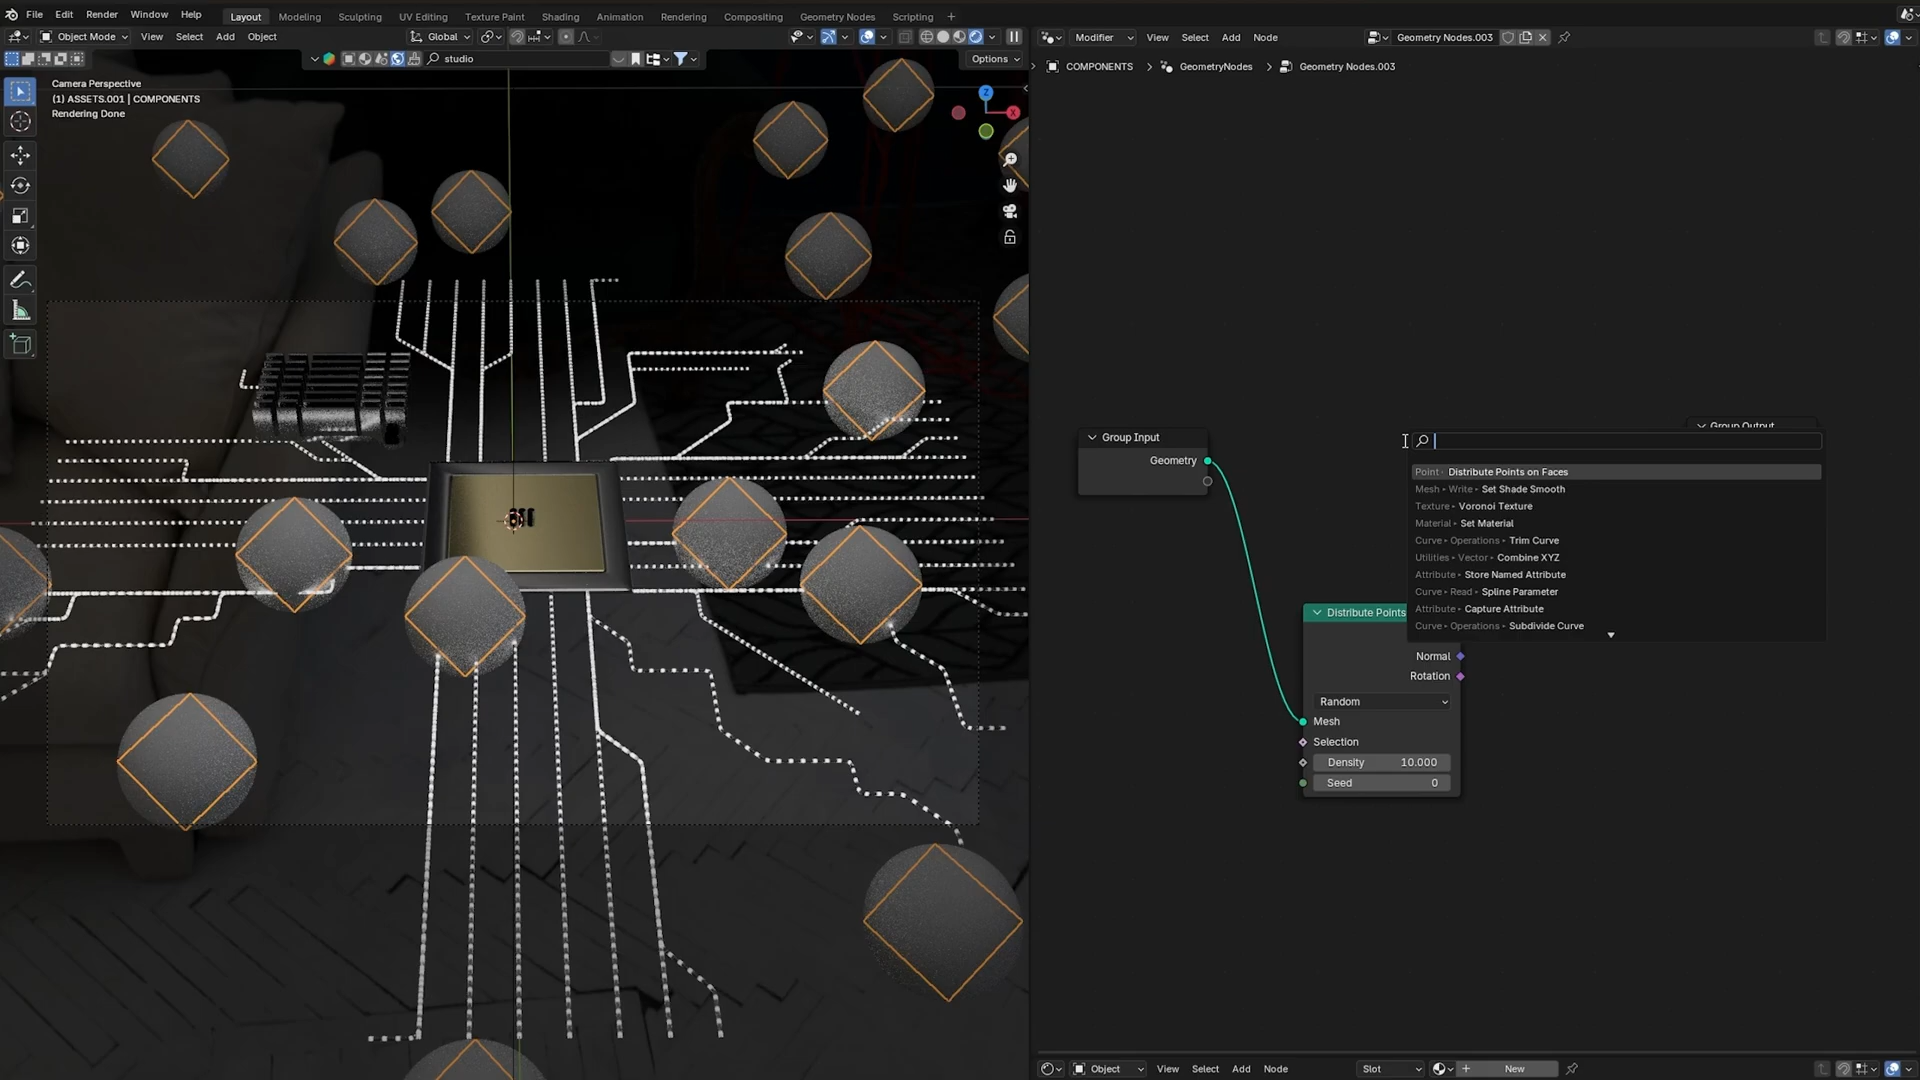 File Edit Render Window Help Layout Modeling Sculpting UV Editing Texture Paint Shading Animation Rendering Compositing Geometry Nodes Scripting +
Object Mode View Select Add Object Global
studio
Options
Camera Perspective
(1) ASSETS.001 | COMPONENTS
Rendering Done
Z
X
Modifier View Select Add Node Geometry Nodes.003
COMPONENTS GeometryNodes Geometry Nodes.003
Group Input
Geometry
Group Output
Point Distribute Points on Faces
Mesh Write Set Shade Smooth
Texture Voronoi Texture
Material Set Material
Curve Operations Trim Curve
Utilities Vector Combine XYZ
Attribute Store Named Attribute
Curve Read Spline Parameter
Attribute Capture Attribute
Curve Operations Subdivide Curve
Distribute Points
Normal
Rotation
Random
Mesh
Selection
Density 10.000
Seed 0
Object View Select Add Node Slot New